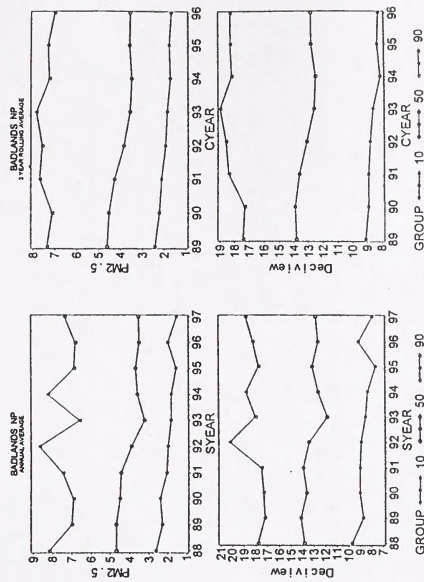 BADLANDS NP
ANNUAL AVERAGE
PM2.5
9
8
7
6
5
4
3
2
1
88 89 90 91 92 93 94 95 96 97
SYEAR
Deciview
21
20
19
18
17
16
15
14
13
12
11
10
9
8
7
88 89 90 91 92 93 94 95 96 97
SYEAR
GROUP 10 50 90
BADLANDS NP
3 YEAR ROLLING AVERAGE
PM2.5
8
7
6
5
4
3
2
1
89 90 91 92 93 94 95 96
CYEAR
Deciview
19
18
17
16
15
14
13
12
11
10
9
8
89 90 91 92 93 94 95 96
CYEAR
GROUP 10 50 90